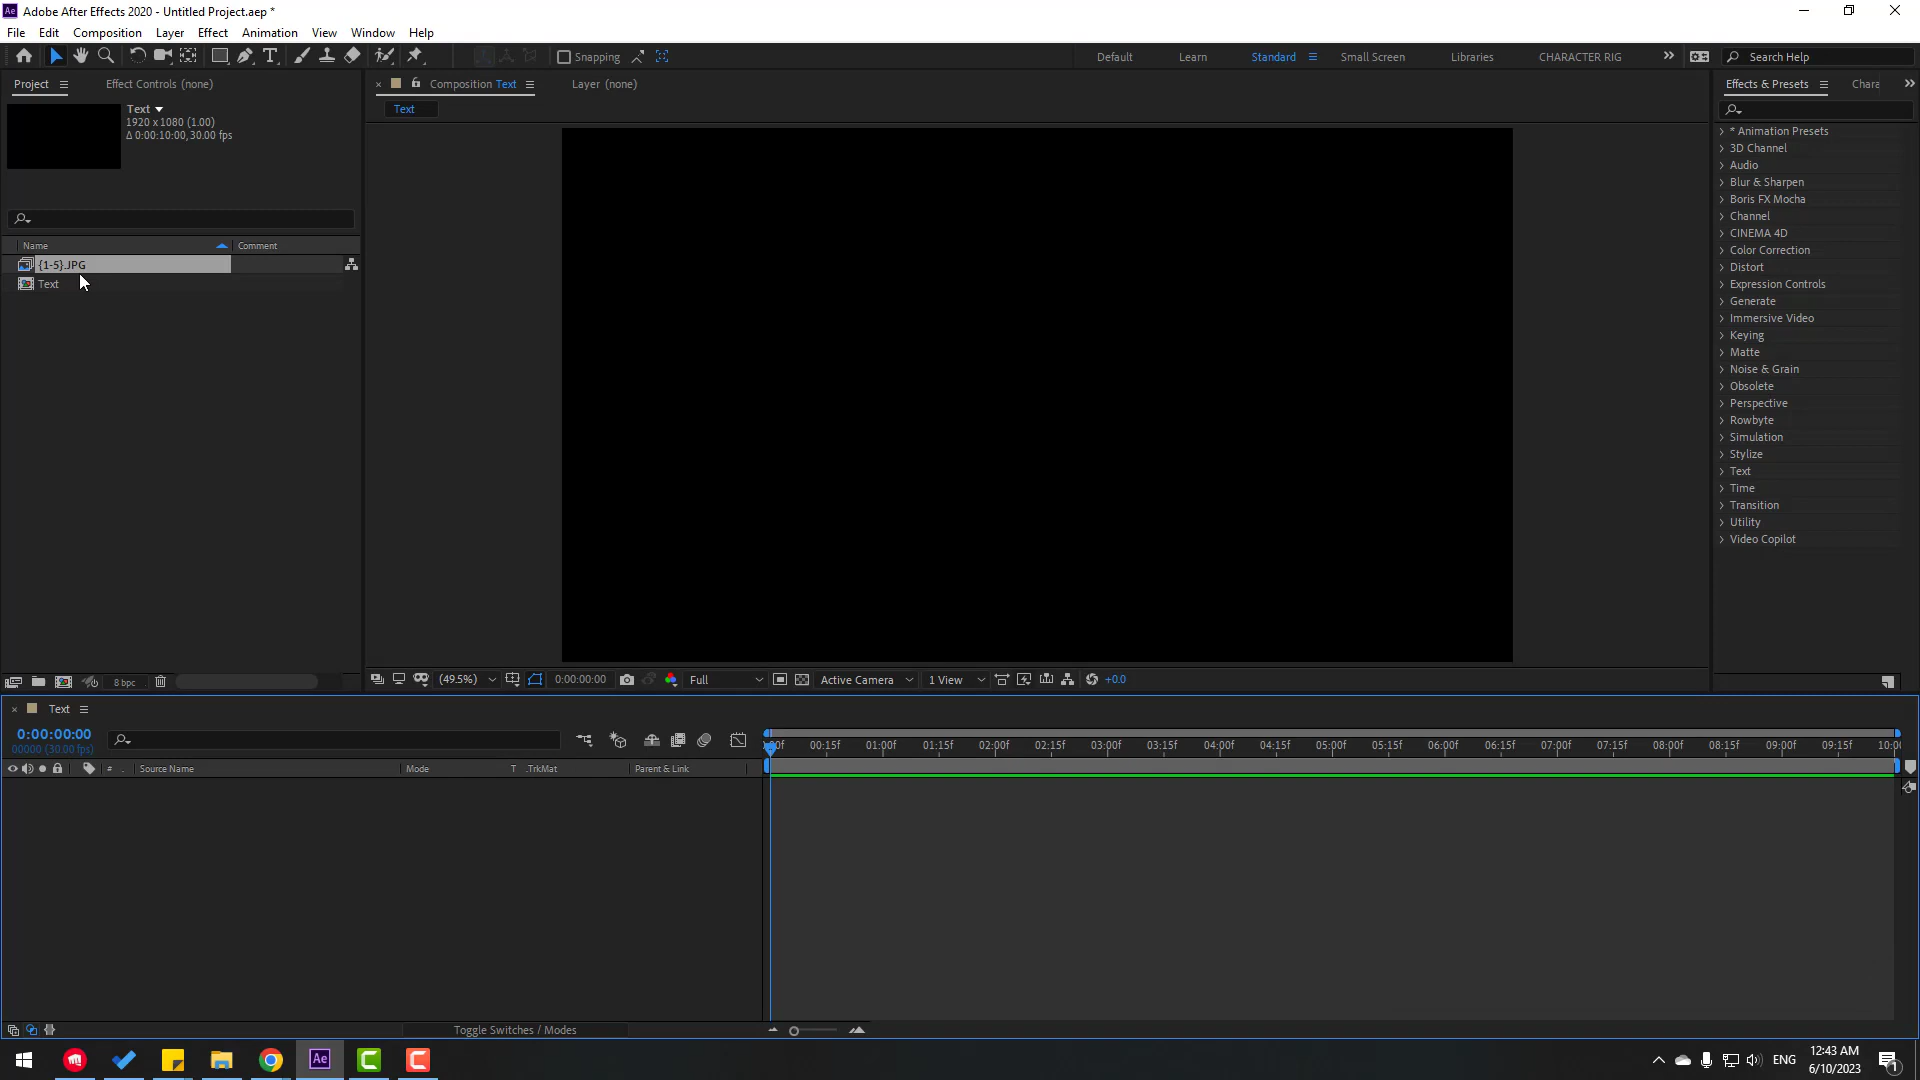 Adobe After Effects 2020 - Untitled Project.aep *
File Edit Composition Layer Effect Animation View Window Help
Snapping Default Learn Standard Small Screen Libraries CHARACTER RIG Search Help
Project Effect Controls (none)
Text
1920 x 1080 (1.00)
Δ 0:00:10:00, 30.00 fps
Name Comment
{1-5}.JPG
Text
8 bpc
Composition Text Layer (none)
Text
(49.5%) 0:00:00:00 Full Active Camera 1 View +0.0
Effects & Presets Chara
* Animation Presets
3D Channel
Audio
Blur & Sharpen
Boris FX Mocha
Channel
CINEMA 4D
Color Correction
Distort
Expression Controls
Generate
Immersive Video
Keying
Matte
Noise & Grain
Obsolete
Perspective
Rowbyte
Simulation
Stylize
Text
Time
Transition
Utility
Video Copilot
Text
0:00:00:00
00000 (30.00 fps)
00f 00:15f 01:00f 01:15f 02:00f 02:15f 03:00f 03:15f 04:00f 04:15f 05:00f 05:15f 06:00f 06:15f 07:00f 07:15f 08:00f 08:15f 09:00f 09:15f 10:0
# Source Name Mode T .TrkMat Parent & Link
Toggle Switches / Modes
Ae ENG 12:43 AM
6/10/2023
1